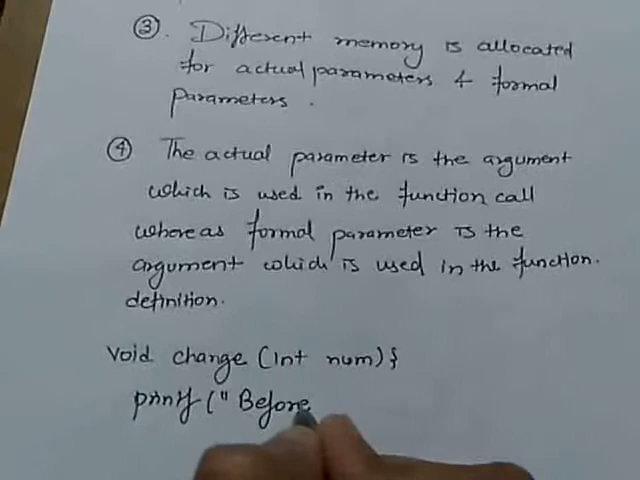 ③. Different memory is allocated
for actual parameters & formal
parameters.
④ The actual parameter is the argument
which is used in the function call
whereas formal parameter is the
argument which is used in the function
definition.
void change (int num) {
printf (" Before